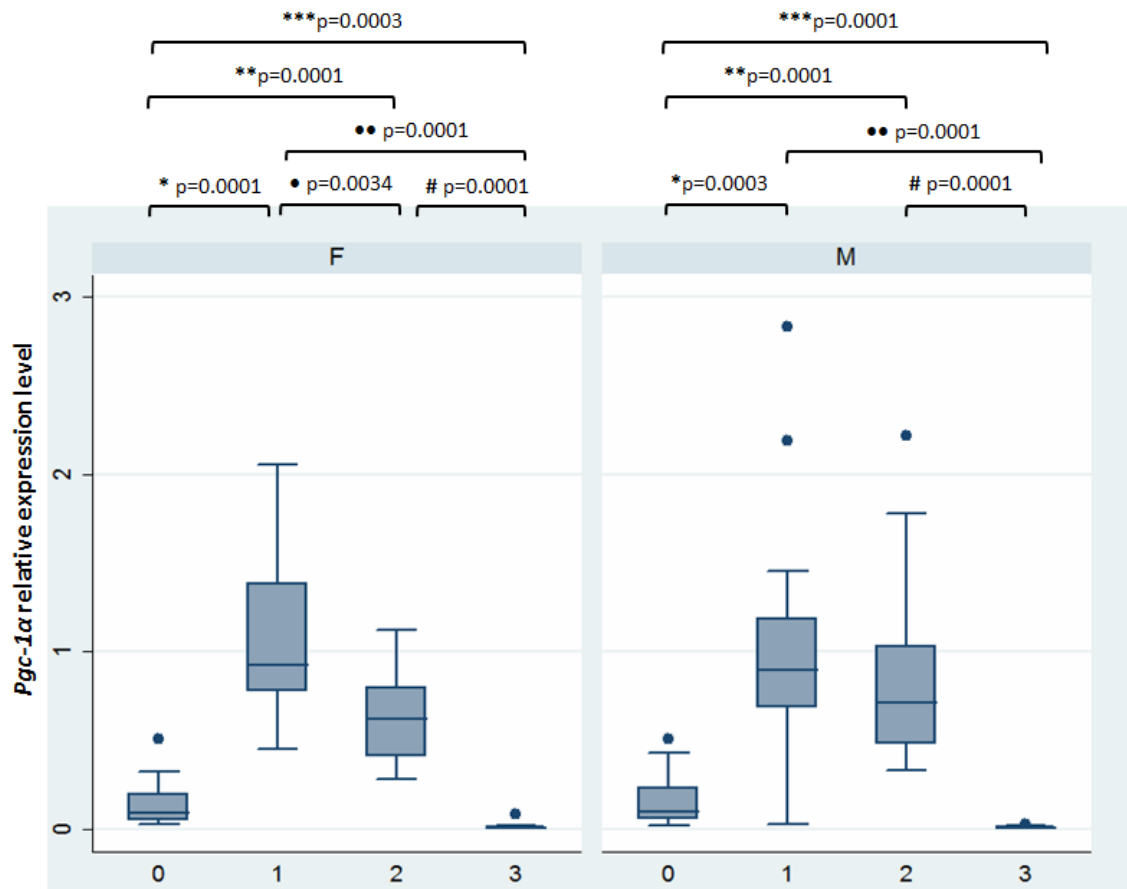 ***p=0.0003 ***p=0.0001
**p=0.0001 **p=0.0001
●● p=0.0001 ●● p=0.0001
* p=0.0001 ● p=0.0034 # p=0.0001 *p=0.0003 # p=0.0001
F M
Pgc-1α relative expression level
3
2
1
0
0 1 2 3 0 1 2 3